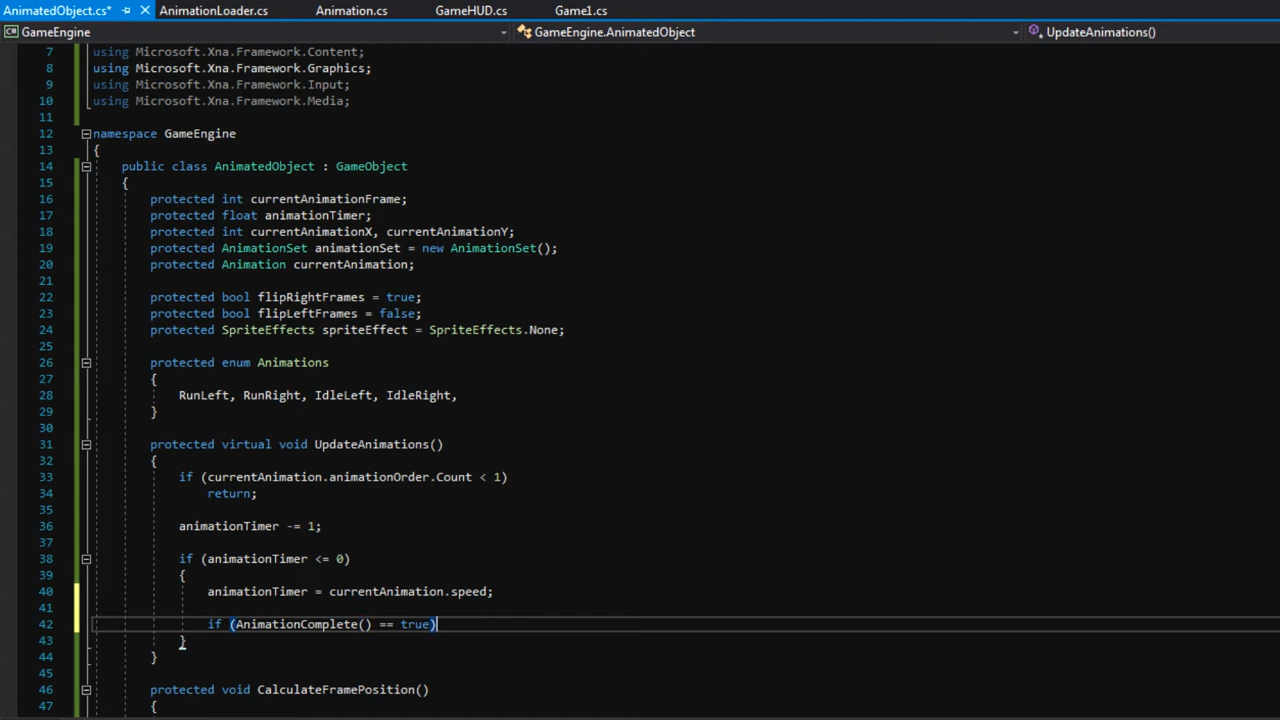 AnimatedObject.cs* AnimationLoader.cs Animation.cs GameHUD.cs Game1.cs
GameEngine GameEngine.AnimatedObject UpdateAnimations()
7 using Microsoft.Xna.Framework.Content;
8 using Microsoft.Xna.Framework.Graphics;
9 using Microsoft.Xna.Framework.Input;
10 using Microsoft.Xna.Framework.Media;
11
12 namespace GameEngine
13 {
14 public class AnimatedObject : GameObject
15 {
16 protected int currentAnimationFrame;
17 protected float animationTimer;
18 protected int currentAnimationX, currentAnimationY;
19 protected AnimationSet animationSet = new AnimationSet();
20 protected Animation currentAnimation;
21
22 protected bool flipRightFrames = true;
23 protected bool flipLeftFrames = false;
24 protected SpriteEffects spriteEffect = SpriteEffects.None;
25
26 protected enum Animations
27 {
28 RunLeft, RunRight, IdleLeft, IdleRight,
29 }
30
31 protected virtual void UpdateAnimations()
32 {
33 if (currentAnimation.animationOrder.Count < 1)
34 return;
35
36 animationTimer -= 1;
37
38 if (animationTimer <= 0)
39 {
40 animationTimer = currentAnimation.speed;
41
42 if (AnimationComplete() == true)
43 }
44 }
45
46 protected void CalculateFramePosition()
47 {